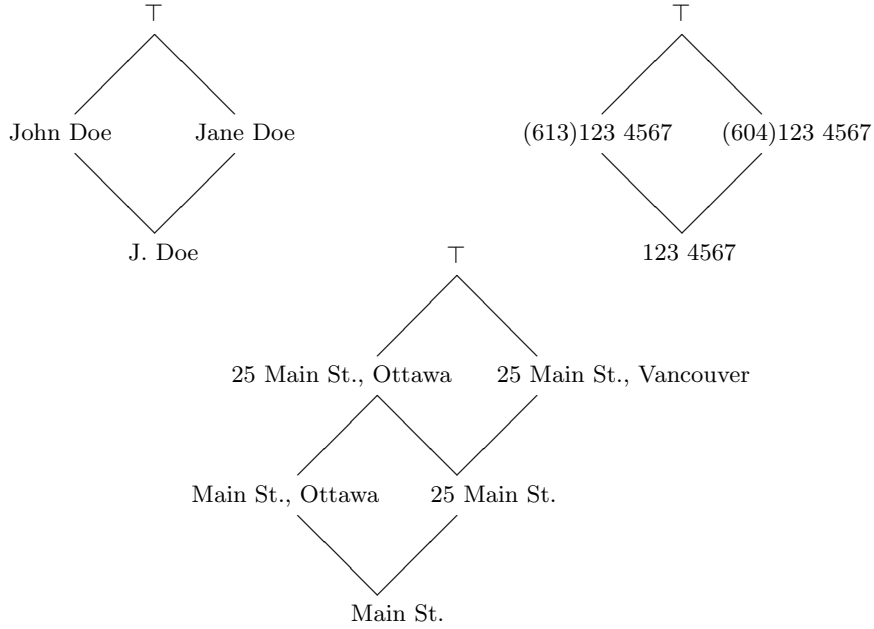 ⊤
John Doe Jane Doe
J. Doe
⊤
(613)123 4567 (604)123 4567
123 4567
⊤
25 Main St., Ottawa 25 Main St., Vancouver
Main St., Ottawa 25 Main St.
Main St.